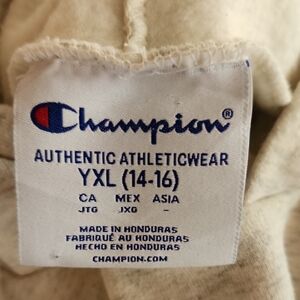 Champion®
AUTHENTIC ATHLETICWEAR
YXL (14-16)
CA MEX ASIA
JTG JXG -
MADE IN HONDURAS
FABRIQUÉ AU HONDURAS
HECHO EN HONDURAS
CHAMPION.COM